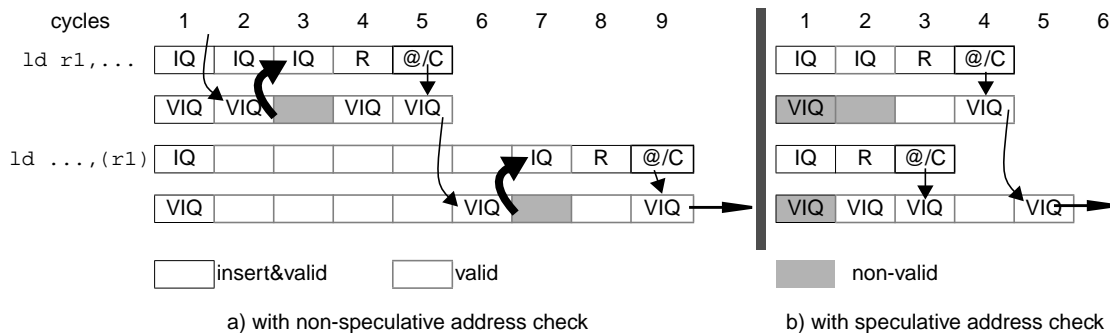 cycles 1 2 3 4 5 6 7 8 9 1 2 3 4 5 6
ld r1,... IQ IQ IQ R @/C IQ IQ R @/C
VIQ VIQ VIQ VIQ VIQ VIQ
ld ...,(r1) IQ IQ R @/C IQ R @/C
VIQ VIQ VIQ VIQ VIQ VIQ VIQ
insert&valid valid non-valid
a) with non-speculative address check b) with speculative address check